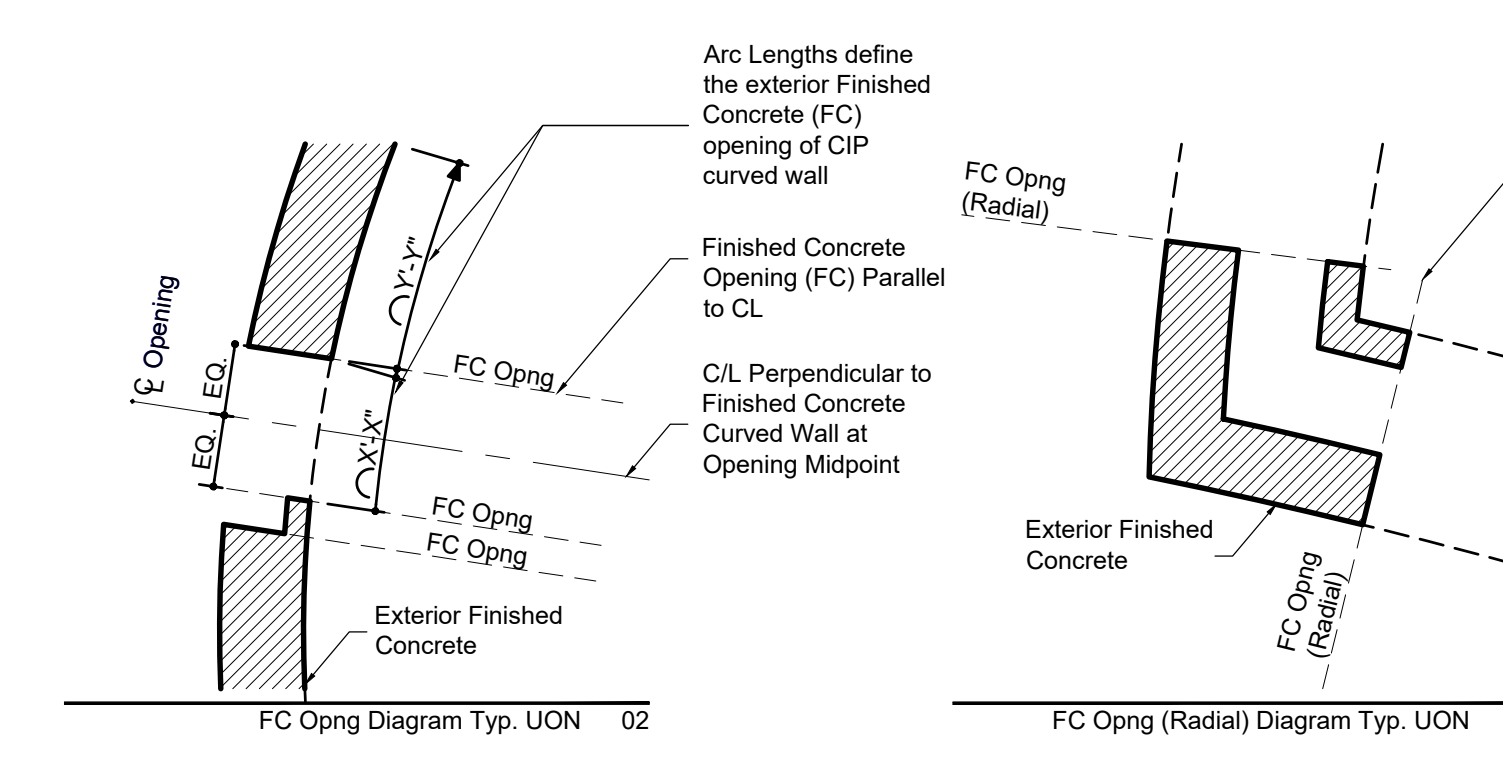 Arc Lengths define
the exterior Finished
Concrete (FC)
opening of CIP
curved wall
Finished Concrete
Opening (FC) Parallel
to CL
C/L Perpendicular to
Finished Concrete
Curved Wall at
Opening Midpoint
Y'-Y"
℄ Opening
EQ.
EQ.
X'-X"
FC Opng
FC Opng
FC Opng
Exterior Finished
Concrete
FC Opng Diagram Typ. UON 02
FC Opng
(Radial)
Exterior Finished
Concrete
FC Opng
(Radial)
FC Opng (Radial) Diagram Typ. UON